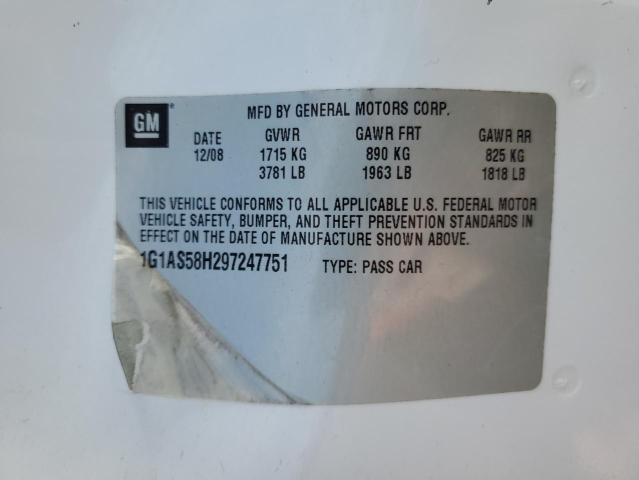 GM
MFD BY GENERAL MOTORS CORP.
DATE GVWR GAWR FRT GAWR RR
12/08 1715 KG 890 KG 825 KG
3781 LB 1963 LB 1818 LB
THIS VEHICLE CONFORMS TO ALL APPLICABLE U.S. FEDERAL MOTOR
VEHICLE SAFETY, BUMPER, AND THEFT PREVENTION STANDARDS IN
EFFECT ON THE DATE OF MANUFACTURE SHOWN ABOVE.
1G1AS58H297247751 TYPE: PASS CAR